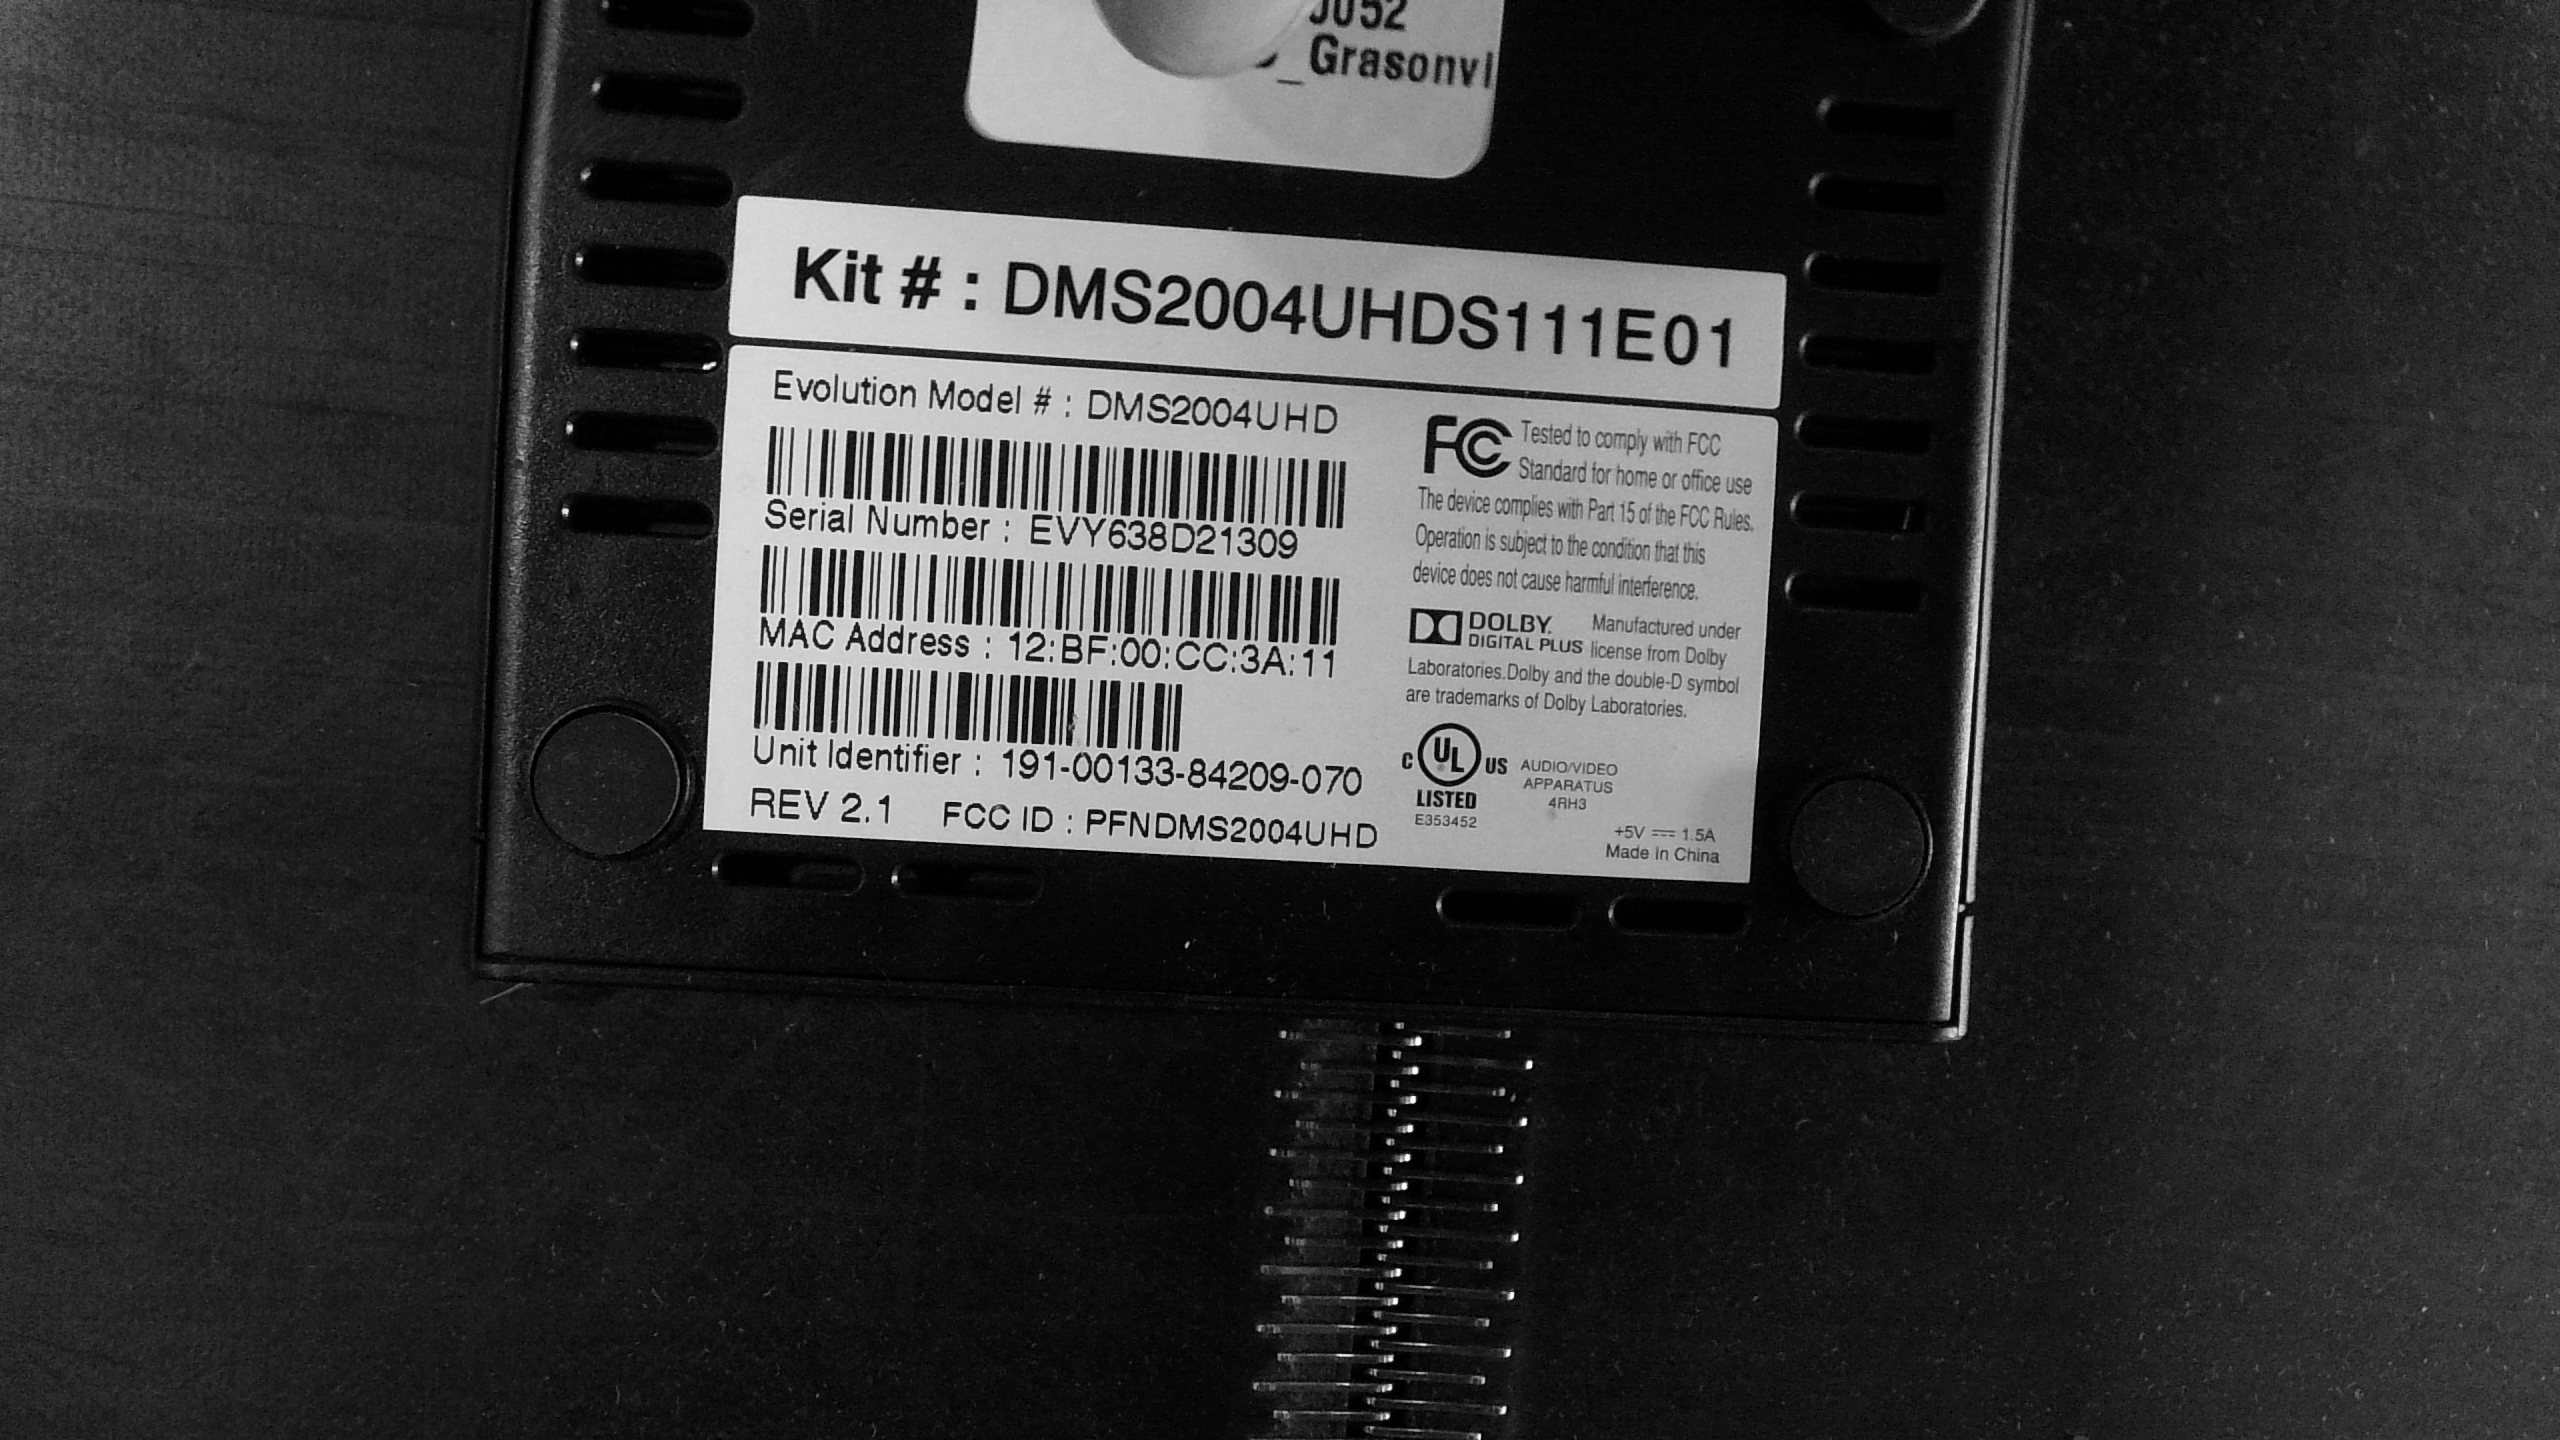 J052
_Grasonvi
Kit # : DMS2004UHDS111E01
Evolution Model # : DMS2004UHD
Serial Number : EVY638D21309
MAC Address : 12:BF:00:CC:3A:11
Unit Identifier : 191-00133-84209-070
REV 2.1 FCC ID : PFNDMS2004UHD
FC Tested to comply with FCC
Standard for home or office use
The device complies with Part 15 of the FCC Rules.
Operation is subject to the condition that this
device does not cause harmful interference.
DOLBY. Manufactured under
DIGITAL PLUS license from Dolby
Laboratories.Dolby and the double-D symbol
are trademarks of Dolby Laboratories.
C UL US
LISTED
E353452
AUDIO/VIDEO
APPARATUS
4RH3
+5V ⎓ 1.5A
Made In China